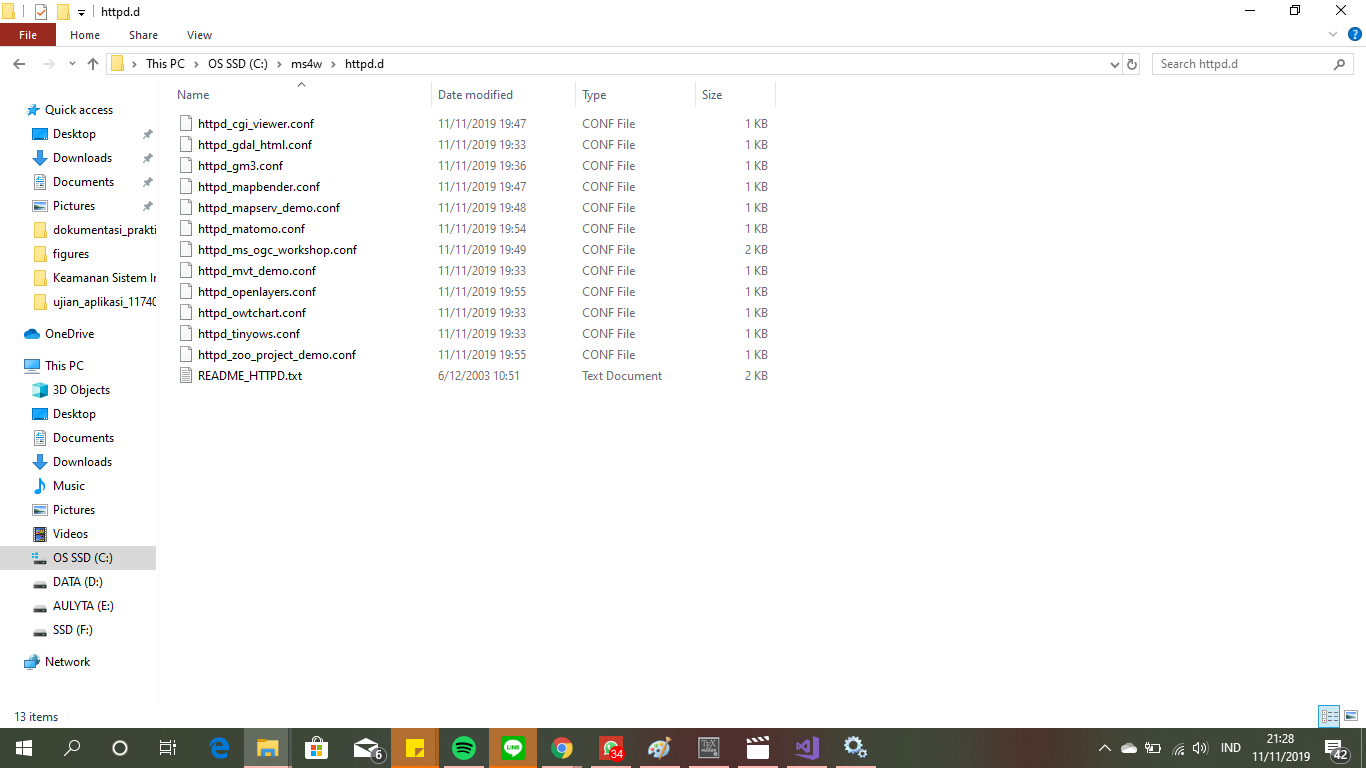 httpd.d
File Home Share View
This PC OS SSD (C:) ms4w httpd.d
Search httpd.d
Name Date modified Type Size
Quick access
Desktop
Downloads
Documents
Pictures
dokumentasi_prakti
figures
Keamanan Sistem Ir
ujian_aplikasi_11740
OneDrive
This PC
3D Objects
Desktop
Documents
Downloads
Music
Pictures
Videos
OS SSD (C:)
DATA (D:)
AULYTA (E:)
SSD (F:)
Network
httpd_cgi_viewer.conf 11/11/2019 19:47 CONF File 1 KB
httpd_gdal_html.conf 11/11/2019 19:33 CONF File 1 KB
httpd_gm3.conf 11/11/2019 19:36 CONF File 1 KB
httpd_mapbender.conf 11/11/2019 19:47 CONF File 1 KB
httpd_mapserv_demo.conf 11/11/2019 19:48 CONF File 1 KB
httpd_matomo.conf 11/11/2019 19:54 CONF File 1 KB
httpd_ms_ogc_workshop.conf 11/11/2019 19:49 CONF File 2 KB
httpd_mvt_demo.conf 11/11/2019 19:33 CONF File 1 KB
httpd_openlayers.conf 11/11/2019 19:55 CONF File 1 KB
httpd_owtchart.conf 11/11/2019 19:33 CONF File 1 KB
httpd_tinyows.conf 11/11/2019 19:33 CONF File 1 KB
httpd_zoo_project_demo.conf 11/11/2019 19:55 CONF File 1 KB
README_HTTPD.txt 6/12/2003 10:51 Text Document 2 KB
13 items
6
LINE
34
TEX
MAKER
IND
21:28
11/11/2019
42